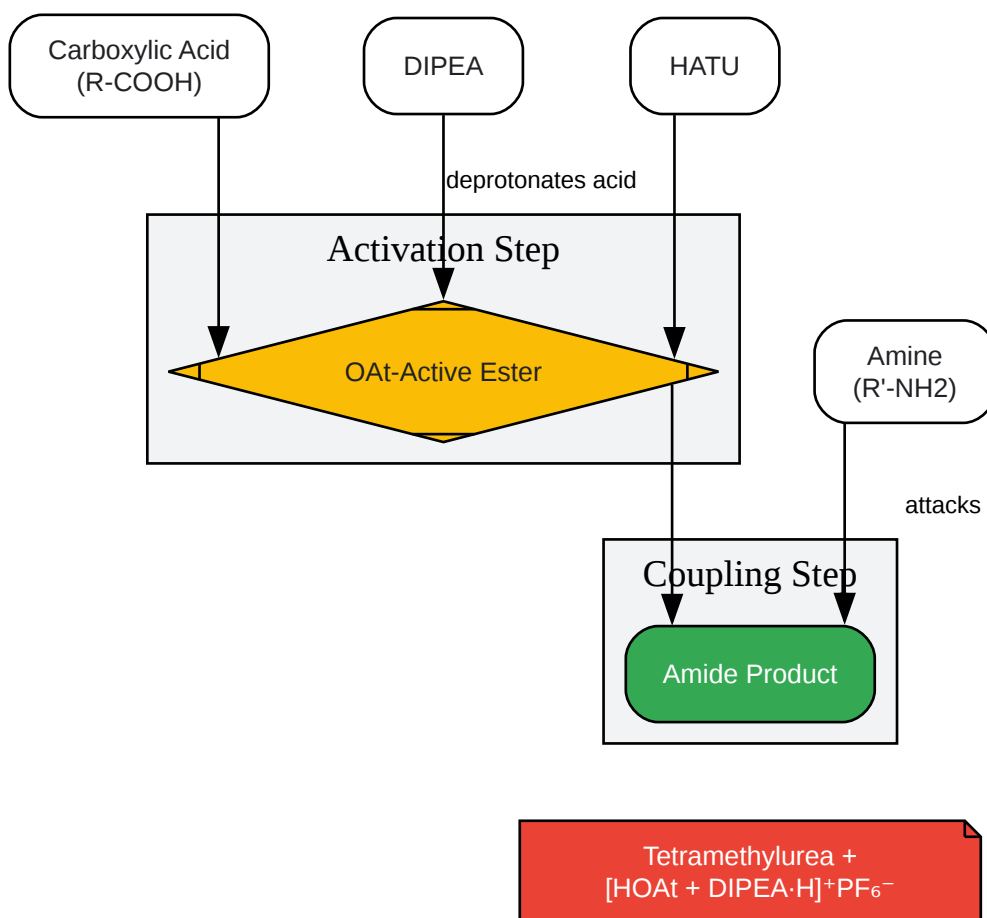 Carboxylic Acid
(R-COOH)
DIPEA
HATU
deprotonates acid
Activation Step
OAt-Active Ester
Amine
(R'-NH2)
attacks
Coupling Step
Amide Product
Tetramethylurea +
[HOAt + DIPEA·H]⁺PF₆⁻